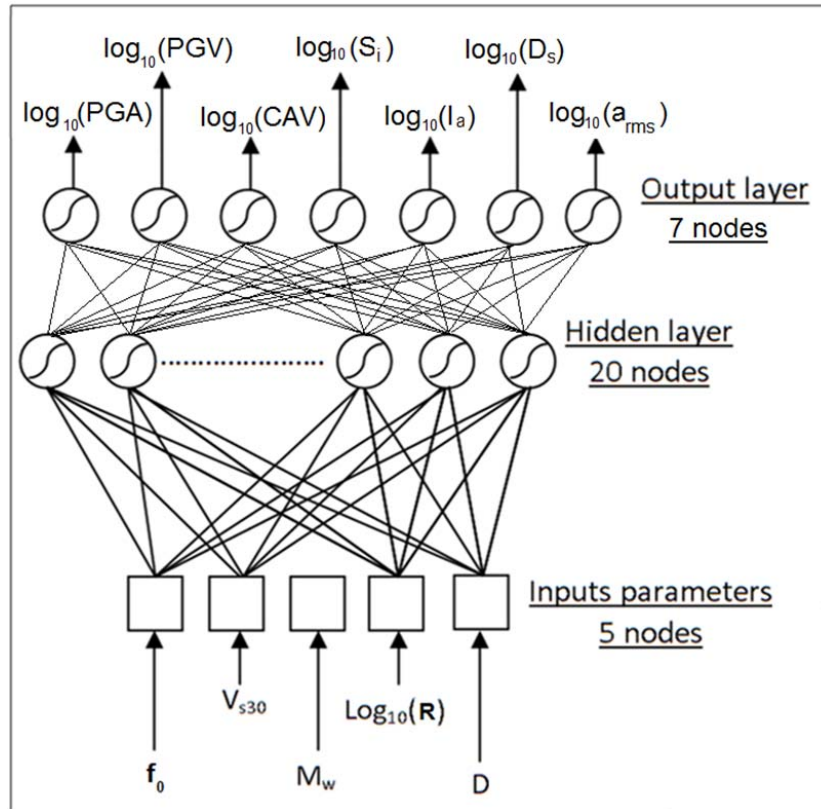 log₁₀(PGV)
log₁₀(Sᵢ)
log₁₀(Dₛ)
log₁₀(PGA)
log₁₀(CAV)
log₁₀(Iₐ)
log₁₀(aᵣₘₛ)
Output layer
7 nodes
Hidden layer
20 nodes
Inputs parameters
5 nodes
Vₛ₃₀
Log₁₀(R)
f₀
M_w
D